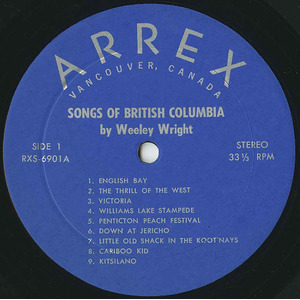 ARREX
VANCOUVER, CANADA
SONGS OF BRITISH COLUMBIA
by Weeley Wright
SIDE 1
RXS-6901A
STEREO
33⅓ RPM
1. ENGLISH BAY
2. THE THRILL OF THE WEST
3. VICTORIA
4. WILLIAMS LAKE STAMPEDE
5. PENTICTON PEACH FESTIVAL
6. DOWN AT JERICHO
7. LITTLE OLD SHACK IN THE KOOT'NAYS
8. CARIBOO KID
9. KITSILANO